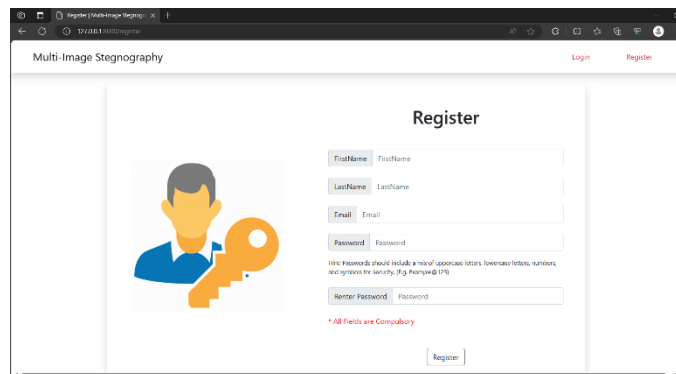 Register | Multi-Image Stegnogr
127.0.0.1:8000/register
Multi-Image Stegnography
Login
Register
Register
FirstName FirstName
LastName LastName
Email Email
Password Password
Hint: Passwords should include a mix of uppercase letters, lowercase letters, numbers,
and symbols for security. (E.g. Example@123)
Renter Password Password
* All Fields are Compulsory
Register